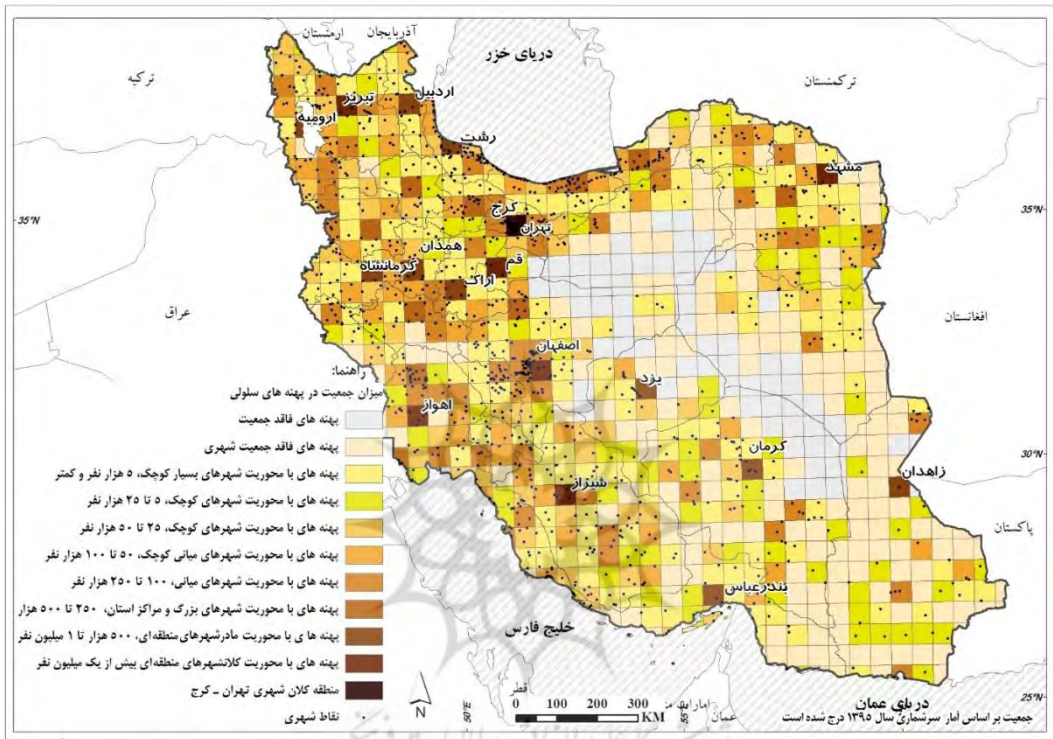 ارمنستان
آذربایجان
ترکیه
دریای خزر
ترکمنستان
اردبیل
تبریز
ارومیه
رشت
مشهد
35°N
35°N
کرج
تهران
همدان
قم
کرمانشاه
اراک
عراق
افغانستان
اصفهان
یزد
اهواز
کرمان
30°N
زاهدان
شیراز
پاکستان
بندرعباس
خلیج فارس
راهنما:
میزان جمعیت در پهنه های سلولی
پهنه های فاقد جمعیت
پهنه های فاقد جمعیت شهری
پهنه های با محوریت شهرهای بسیار کوچک، ۵ هزار نفر و کمتر
پهنه های با محوریت شهرهای کوچک، ۵ تا ۲۵ هزار نفر
پهنه های با محوریت شهرهای کوچک، ۲۵ تا ۵۰ هزار نفر
پهنه های با محوریت شهرهای میانی کوچک، ۵۰ تا ۱۰۰ هزار نفر
پهنه های با محوریت شهرهای میانی، ۱۰۰ تا ۲۵۰ هزار نفر
پهنه های با محوریت شهرهای بزرگ و مراکز استان، ۲۵۰ تا ۵۰۰ هزار
پهنه ها ی یا محوریت مادرشهرهای منطقه‌ای، ۵۰۰ هزار تا ۱ میلیون نفر
پهنه های با محوریت کلانشهرهای منطقه‌ای بیش از یک میلیون نفر
منطقه کلان شهری تهران ـ کرج
نقاط شهری
N
قطر
امارات
عمان
0 100 200 300
KM
دریای عمان
25°N
جمعیت بر اساس آمار سرشماری سال ۱۳۹۵ درج شده است